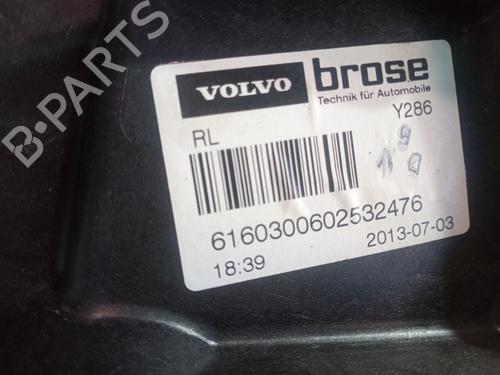 B-PARTS
VOLVO
brose
Technik für Automobile
RL
Y286
6160300602532476
18:39
2013-07-03